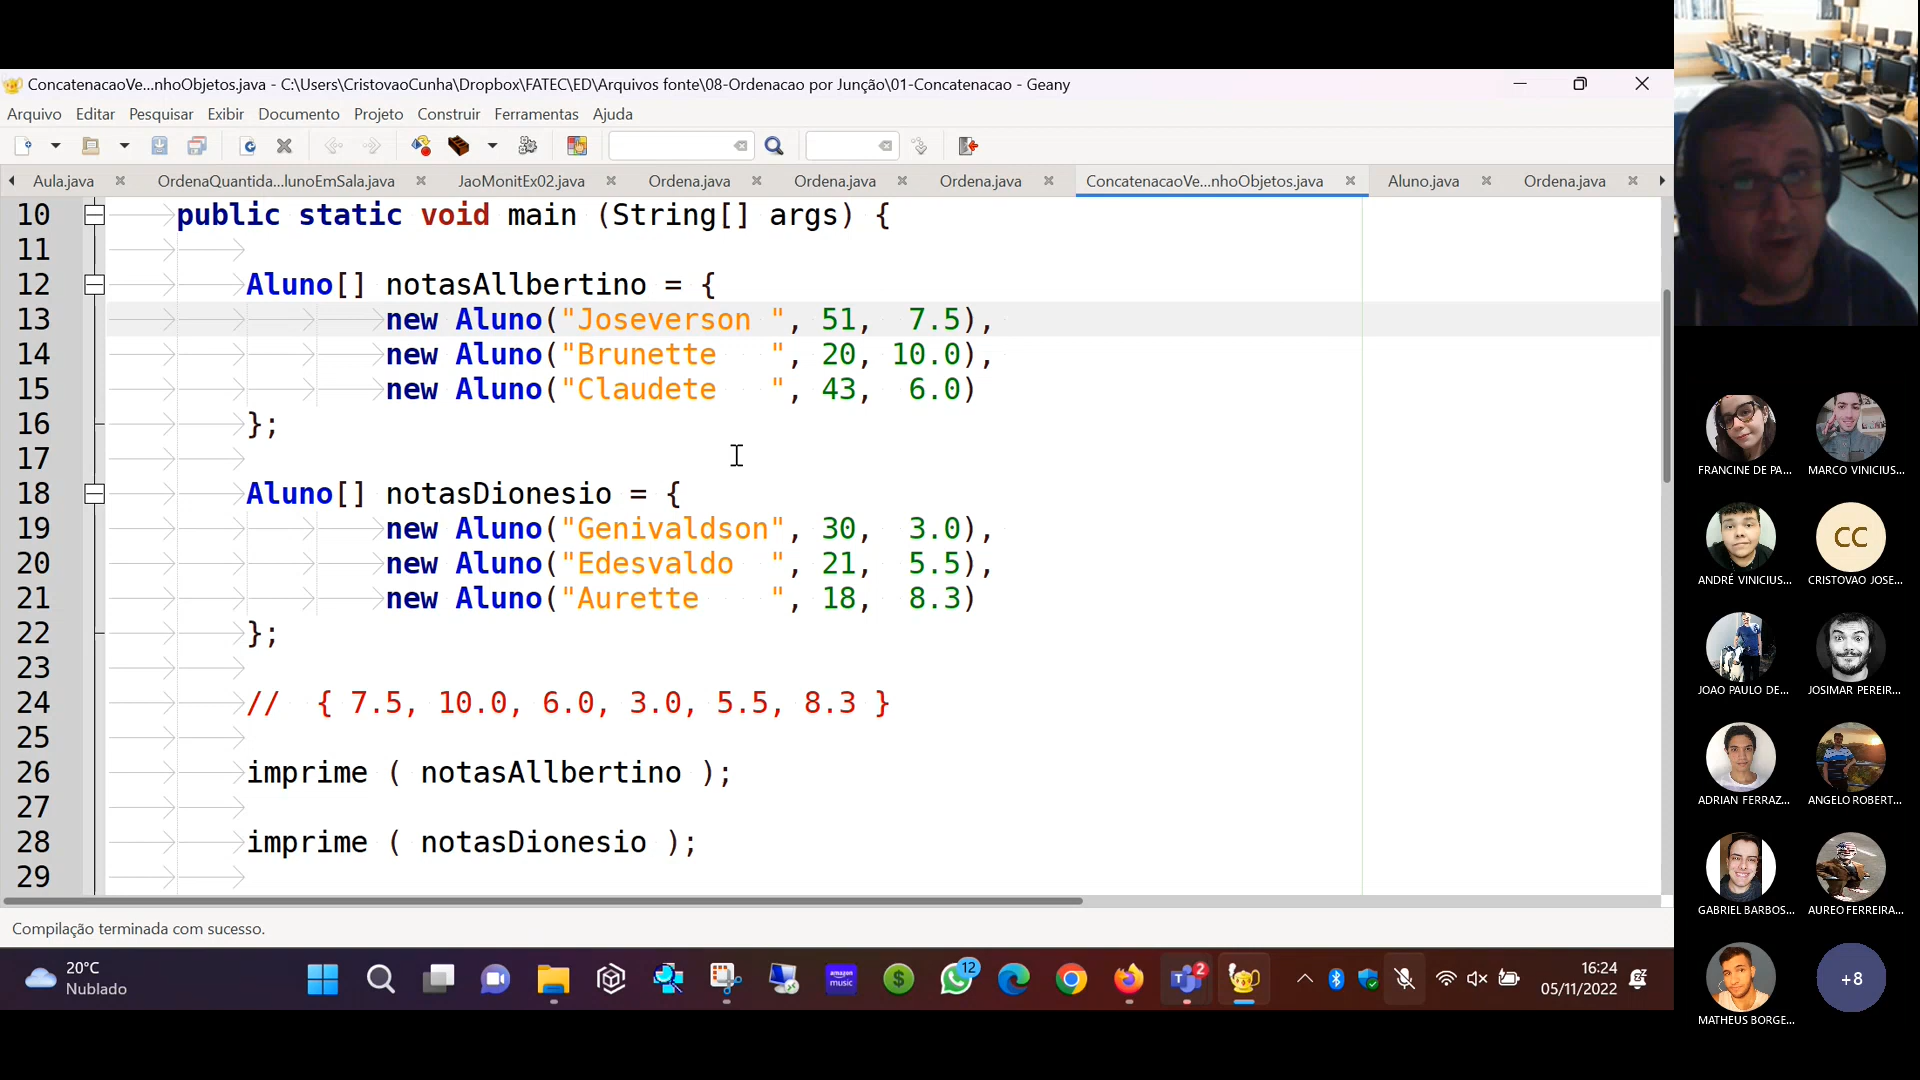 ConcatenacaoVe...nhoObjetos.java - C:\Users\CristovaoCunha\Dropbox\FATEC\ED\Arquivos fonte\08-Ordenacao por Junção\01-Concatenacao - Geany
Arquivo Editar Pesquisar Exibir Documento Projeto Construir Ferramentas Ajuda
Aula.java OrdenaQuantida...lunoEmSala.java JaoMonitEx02.java Ordena.java Ordena.java Ordena.java ConcatenacaoVe...nhoObjetos.java Aluno.java Ordena.java
10 public static void main (String[] args) {
11
12 Aluno[] notasAllbertino = {
13 new Aluno("Joseverson ", 51, 7.5),
14 new Aluno("Brunette   ", 20, 10.0),
15 new Aluno("Claudete   ", 43, 6.0)
16 };
17
18 Aluno[] notasDionesio = {
19 new Aluno("Genivaldson", 30, 3.0),
20 new Aluno("Edesvaldo  ", 21, 5.5),
21 new Aluno("Aurette    ", 18, 8.3)
22 };
23
24 // { 7.5, 10.0, 6.0, 3.0, 5.5, 8.3 }
25
26 imprime ( notasAllbertino );
27
28 imprime ( notasDionesio );
29
Compilação terminada com sucesso.
20°C
Nublado
amazon music
12
2
16:24
05/11/2022
FRANCINE DE PA... MARCO VINICIUS...
CC
ANDRÉ VINICIUS... CRISTOVAO JOSE...
JOAO PAULO DE... JOSIMAR PEREIR...
ADRIAN FERRAZ... ANGELO ROBERT...
GABRIEL BARBOS... AUREO FERREIRA...
+8
MATHEUS BORGE...